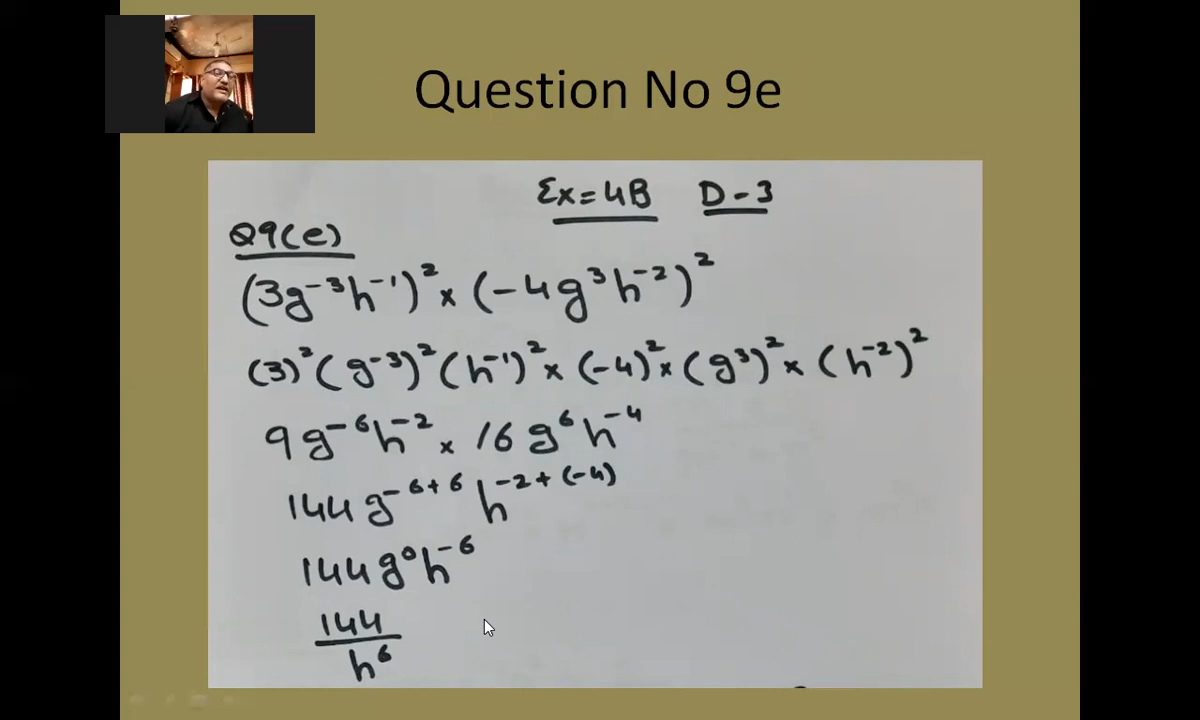 Question No 9e
Ex=4B D-3
Q9(e)
(3g⁻³h⁻¹)² × (-4g³h⁻²)²
(3)²(g⁻³)²(h⁻¹)² × (-4)² × (g³)² × (h⁻²)²
9g⁻⁶h⁻² × 16g⁶h⁻⁴
144g⁻⁶⁺⁶ h⁻²⁺⁽⁻⁴⁾
144g⁰h⁻⁶
144
h⁶